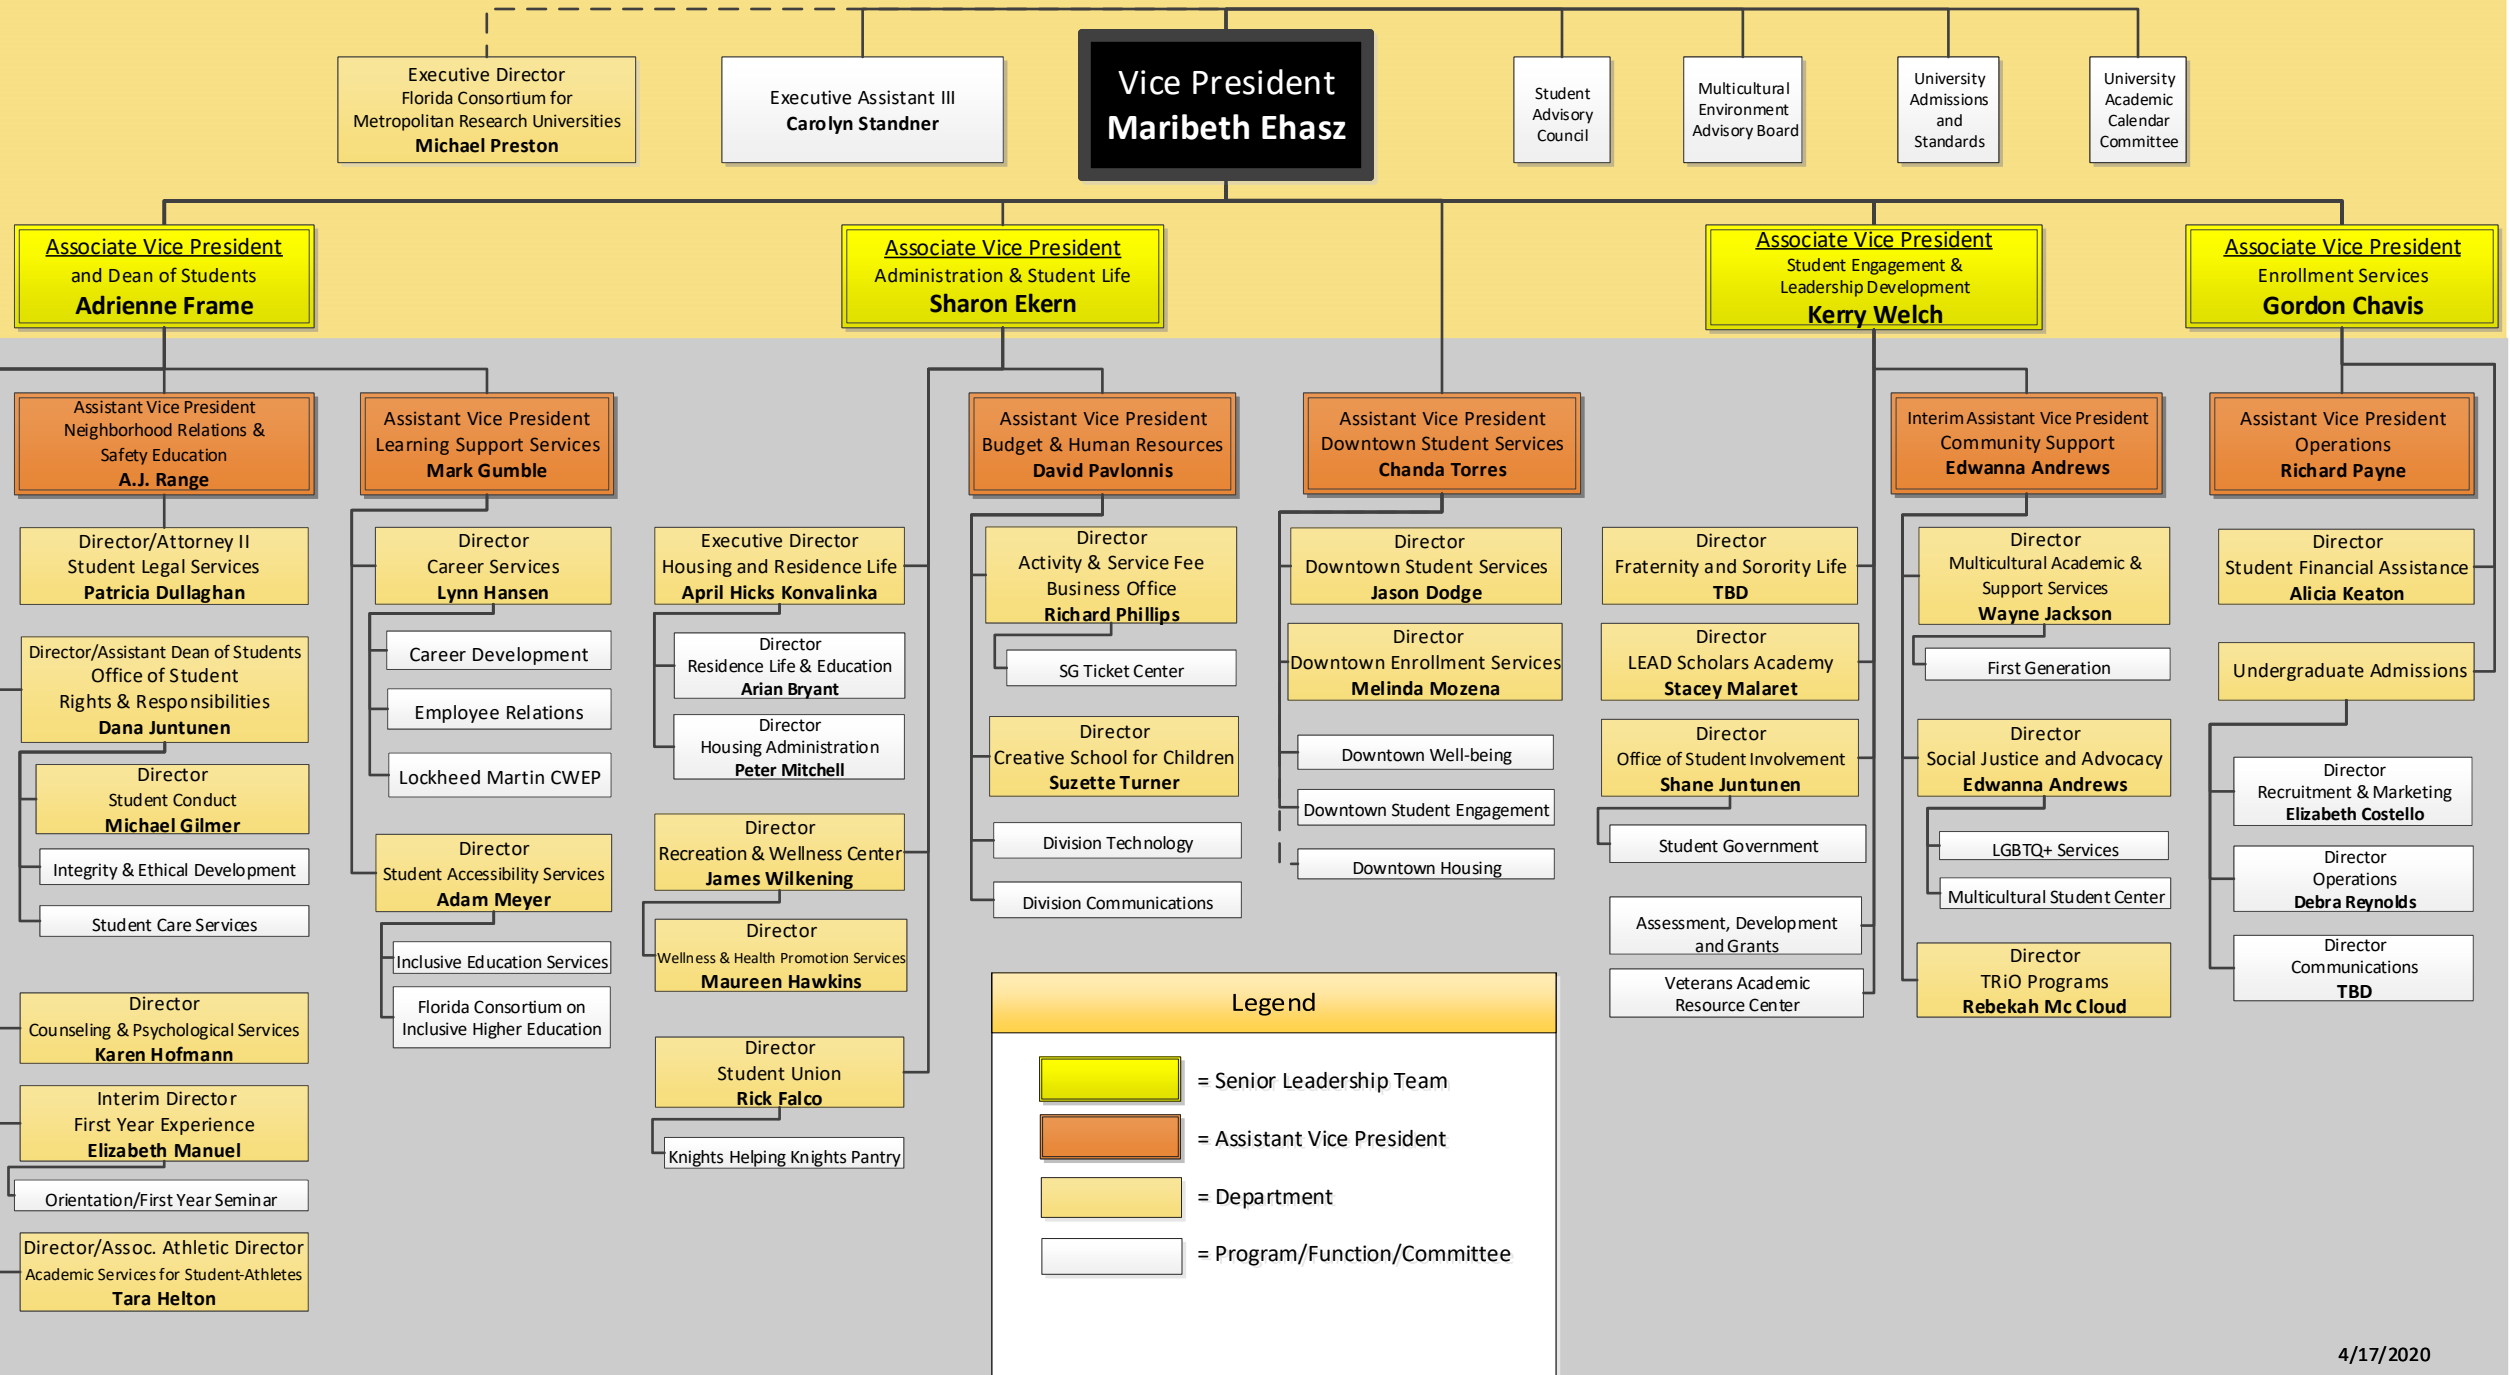 Executive Director
Florida Consortium for
Metropolitan Research Universities
Michael Preston
Executive Assistant III
Carolyn Standner
Vice President
Maribeth Ehasz
Student
Advisory
Council
Multicultural
Environment
Advisory Board
University
Admissions
and
Standards
University
Academic
Calendar
Committee
Associate Vice President
and Dean of Students
Adrienne Frame
Associate Vice President
Administration & Student Life
Sharon Ekern
Associate Vice President
Student Engagement &
Leadership Development
Kerry Welch
Associate Vice President
Enrollment Services
Gordon Chavis
Assistant Vice President
Neighborhood Relations &
Safety Education
A.J. Range
Assistant Vice President
Learning Support Services
Mark Gumble
Assistant Vice President
Budget & Human Resources
David Pavlonnis
Assistant Vice President
Downtown Student Services
Chanda Torres
Interim Assistant Vice President
Community Support
Edwanna Andrews
Assistant Vice President
Operations
Richard Payne
Director/Attorney II
Student Legal Services
Patricia Dullaghan
Director/Assistant Dean of Students
Office of Student
Rights & Responsibilities
Dana Juntunen
Director
Student Conduct
Michael Gilmer
Integrity & Ethical Development
Student Care Services
Director
Counseling & Psychological Services
Karen Hofmann
Interim Director
First Year Experience
Elizabeth Manuel
Orientation/First Year Seminar
Director/Assoc. Athletic Director
Academic Services for Student-Athletes
Tara Helton
Director
Career Services
Lynn Hansen
Career Development
Employee Relations
Lockheed Martin CWEP
Director
Student Accessibility Services
Adam Meyer
Inclusive Education Services
Florida Consortium on
Inclusive Higher Education
Executive Director
Housing and Residence Life
April Hicks Konvalinka
Director
Residence Life & Education
Arian Bryant
Director
Housing Administration
Peter Mitchell
Director
Recreation & Wellness Center
James Wilkening
Director
Wellness & Health Promotion Services
Maureen Hawkins
Director
Student Union
Rick Falco
Knights Helping Knights Pantry
Director
Activity & Service Fee
Business Office
Richard Phillips
SG Ticket Center
Director
Creative School for Children
Suzette Turner
Division Technology
Division Communications
Director
Downtown Student Services
Jason Dodge
Director
Downtown Enrollment Services
Melinda Mozena
Downtown Well-being
Downtown Student Engagement
Downtown Housing
Director
Fraternity and Sorority Life
TBD
Director
LEAD Scholars Academy
Stacey Malaret
Director
Office of Student Involvement
Shane Juntunen
Student Government
Assessment, Development
and Grants
Veterans Academic
Resource Center
Director
Multicultural Academic &
Support Services
Wayne Jackson
First Generation
Director
Social Justice and Advocacy
Edwanna Andrews
LGBTQ+ Services
Multicultural Student Center
Director
TRiO Programs
Rebekah Mc Cloud
Director
Student Financial Assistance
Alicia Keaton
Undergraduate Admissions
Director
Recruitment & Marketing
Elizabeth Costello
Director
Operations
Debra Reynolds
Director
Communications
TBD
Legend
= Senior Leadership Team
= Assistant Vice President
= Department
= Program/Function/Committee
4/17/2020